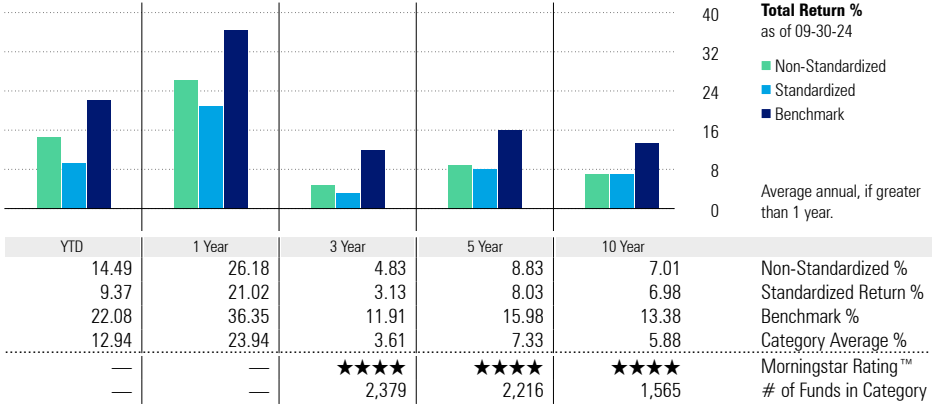 40
32
24
16
8
0
Total Return %
as of 09-30-24
Non-Standardized
Standardized
Benchmark
Average annual, if greater
than 1 year.
YTD 1 Year 3 Year 5 Year 10 Year
14.49 26.18 4.83 8.83 7.01 Non-Standardized %
9.37 21.02 3.13 8.03 6.98 Standardized Return %
22.08 36.35 11.91 15.98 13.38 Benchmark %
12.94 23.94 3.61 7.33 5.88 Category Average %
— — ★★★★ ★★★★ ★★★★ Morningstar Rating™
— — 2,379 2,216 1,565 # of Funds in Category